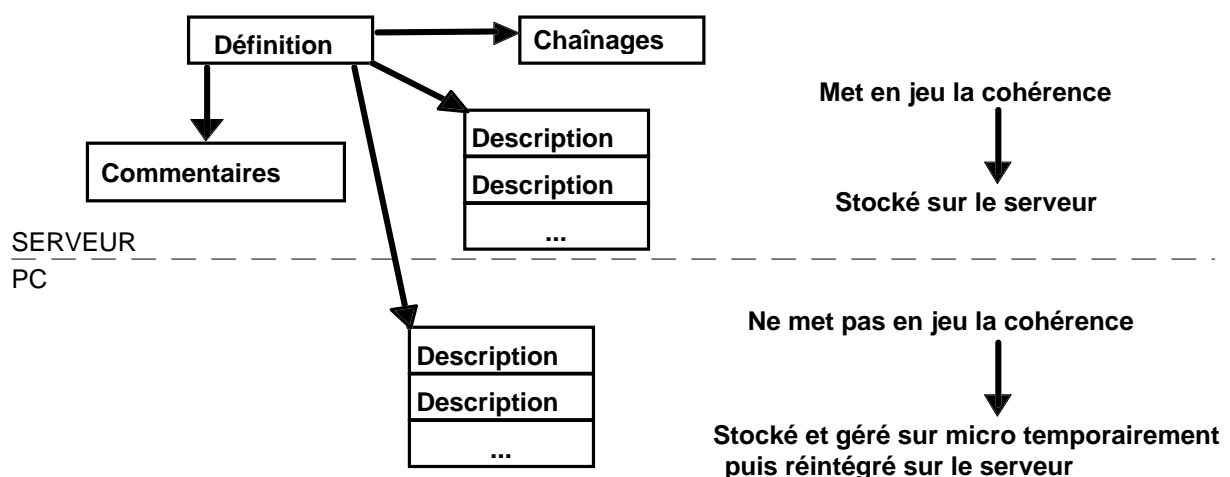 Définition
Chaînages
Commentaires
Description
Description
...
Met en jeu la cohérence
Stocké sur le serveur
SERVEUR
PC
Description
Description
...
Ne met pas en jeu la cohérence
Stocké et géré sur micro temporairement
puis réintégré sur le serveur